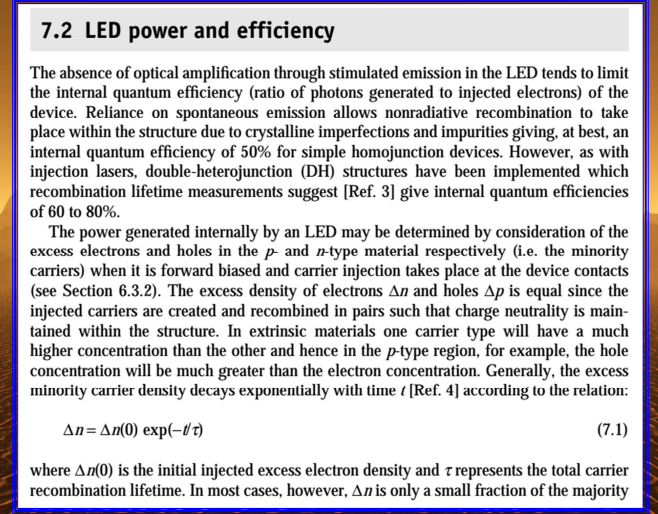 7.2 LED power and efficiency
The absence of optical amplification through stimulated emission in the LED tends to limit
the internal quantum efficiency (ratio of photons generated to injected electrons) of the
device. Reliance on spontaneous emission allows nonradiative recombination to take
place within the structure due to crystalline imperfections and impurities giving, at best, an
internal quantum efficiency of 50% for simple homojunction devices. However, as with
injection lasers, double-heterojunction (DH) structures have been implemented which
recombination lifetime measurements suggest [Ref. 3] give internal quantum efficiencies
of 60 to 80%.
The power generated internally by an LED may be determined by consideration of the
excess electrons and holes in the p- and n-type material respectively (i.e. the minority
carriers) when it is forward biased and carrier injection takes place at the device contacts
(see Section 6.3.2). The excess density of electrons Δn and holes Δp is equal since the
injected carriers are created and recombined in pairs such that charge neutrality is main-
tained within the structure. In extrinsic materials one carrier type will have a much
higher concentration than the other and hence in the p-type region, for example, the hole
concentration will be much greater than the electron concentration. Generally, the excess
minority carrier density decays exponentially with time t [Ref. 4] according to the relation:
Δn = Δn(0) exp(−t/τ) (7.1)
where Δn(0) is the initial injected excess electron density and τ represents the total carrier
recombination lifetime. In most cases, however, Δn is only a small fraction of the majority